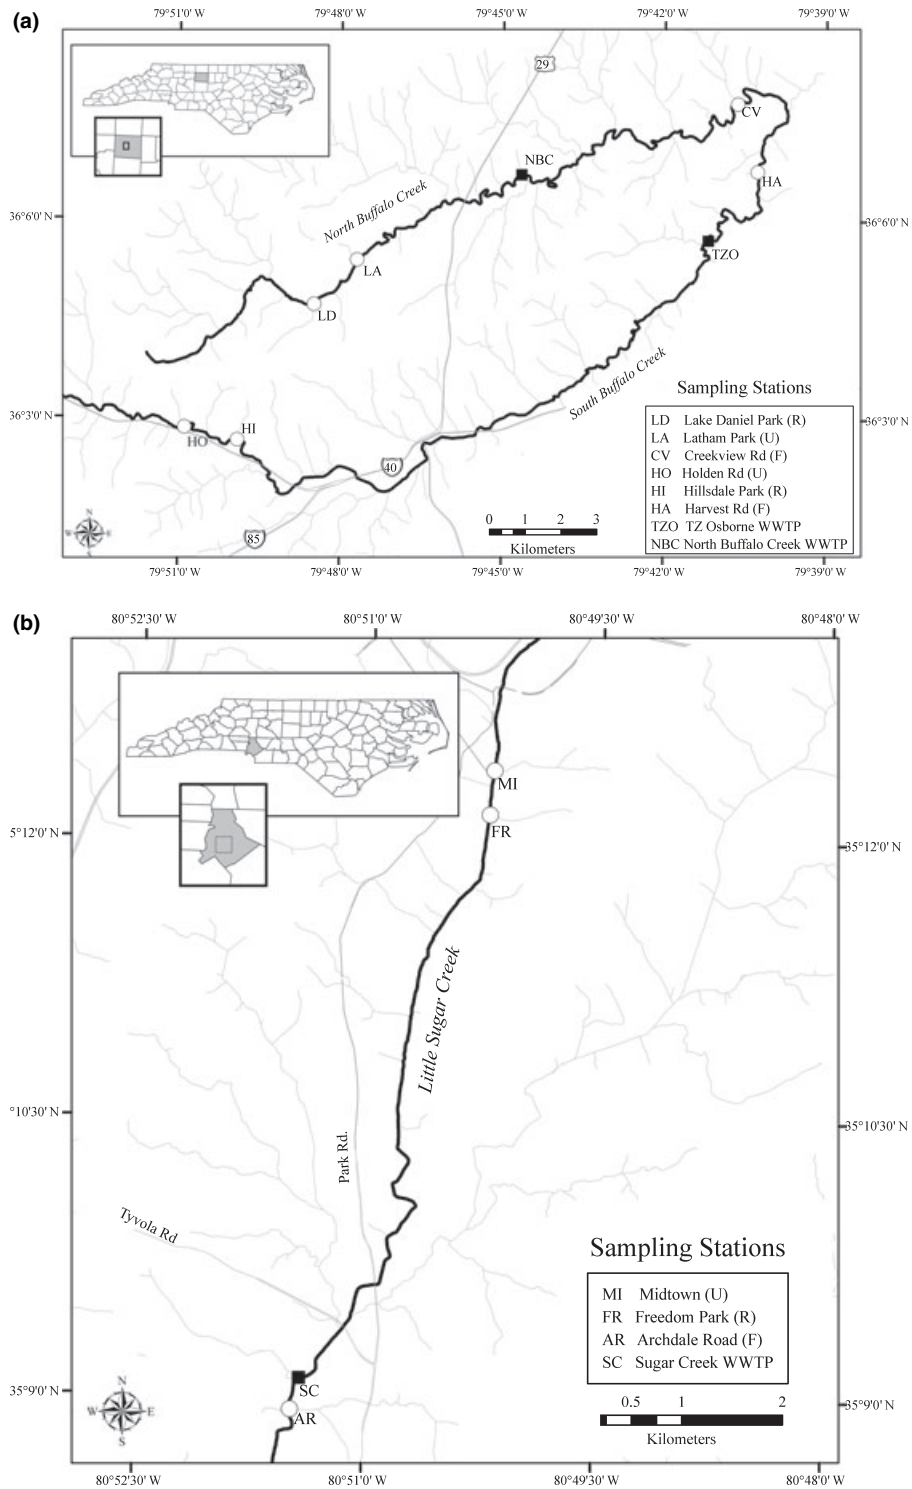 (a)
79°51'0' W 79°48'0' W 79°45'0' W 79°42'0' W 79°39'0' W
29
CV
NBC
HA
North Buffalo Creek
36°6'0' N
36°6'0' N
TZO
LA
LD
South Buffalo Creek
Sampling Stations
36°3'0' N
36°3'0' N
HO
HI
40
85
LD Lake Daniel Park (R)
LA Latham Park (U)
CV Creekview Rd (F)
HO Holden Rd (U)
HI Hillsdale Park (R)
HA Harvest Rd (F)
TZO TZ Osborne WWTP
NBC North Buffalo Creek WWTP
0 1 2 3
Kilometers
N
W E
79°51'0' W 79°48'0' W 79°45'0' W 79°42'0' W 79°39'0' W
(b)
80°52'30' W 80°51'0' W 80°49'30' W 80°48'0' W
MI
FR
5°12'0' N
35°12'0' N
Little Sugar Creek
°10'30' N
35°10'30' N
Park Rd.
Tyvola Rd
Sampling Stations
MI Midtown (U)
FR Freedom Park (R)
AR Archdale Road (F)
SC Sugar Creek WWTP
SC
AR
35°9'0' N
35°9'0' N
N
W E
S
0.5 1 2
Kilometers
80°52'30' W 80°51'0' W 80°49'30' W 80°48'0' W